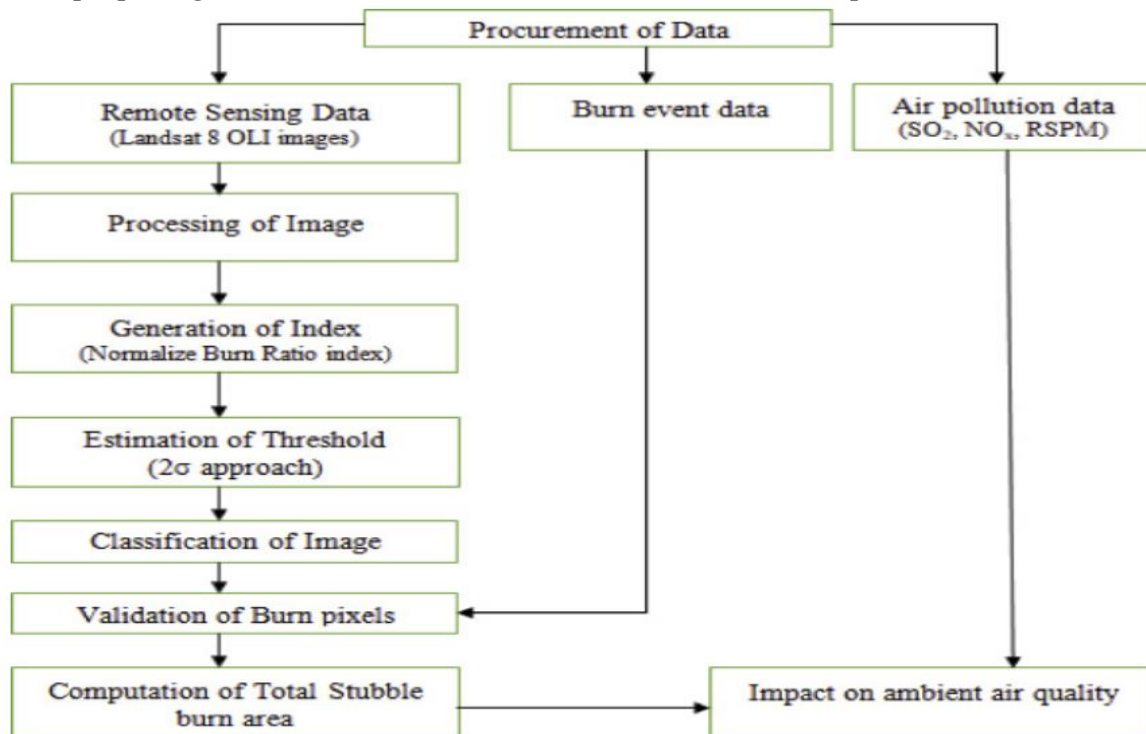 Procurement of Data
Remote Sensing Data
(Landsat 8 OLI images)
Burn event data
Air pollution data
(SO₂, NOₓ, RSPM)
Processing of Image
Generation of Index
(Normalize Burn Ratio index)
Estimation of Threshold
(2σ approach)
Classification of Image
Validation of Burn pixels
Computation of Total Stubble
burn area
Impact on ambient air quality